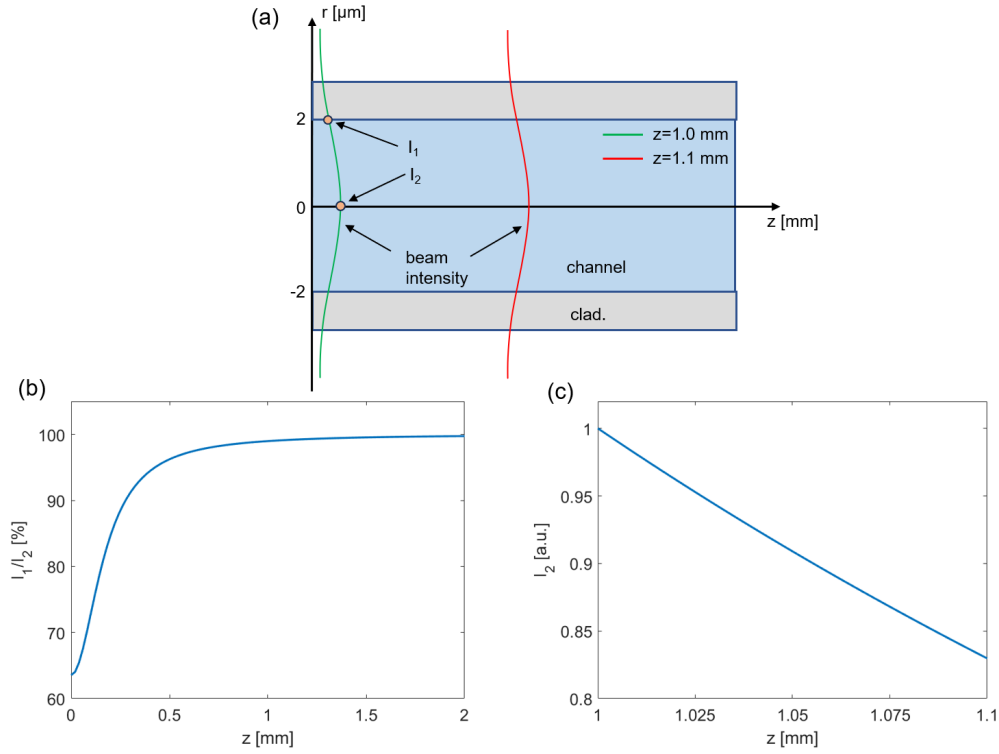 (a)
r [µm]
2
0
-2
I₁
I₂
z=1.0 mm
z=1.1 mm
z [mm]
beam
intensity
channel
clad.
(b)
I₁/I₂ [%]
100
90
80
70
60
0
0.5
1
1.5
2
z [mm]
(c)
I₂ [a.u.]
1
0.95
0.9
0.85
0.8
1
1.025
1.05
1.075
1.1
z [mm]